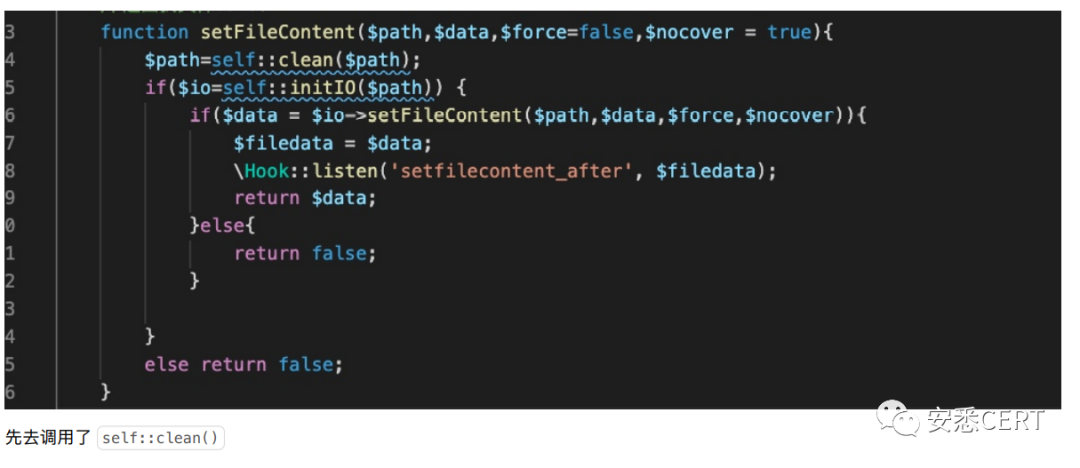 3 function setFileContent($path,$data,$force=false,$nocover = true){
4 $path=self::clean($path);
5 if($io=self::initIO($path)) {
6 if($data = $io->setFileContent($path,$data,$force,$nocover)){
7 $filedata = $data;
8 \Hook::listen('setfilecontent_after', $filedata);
9 return $data;
0 }else{
1 return false;
2 }
3
4 }
5 else return false;
6 }
安悉CERT
先去调用了 self::clean()